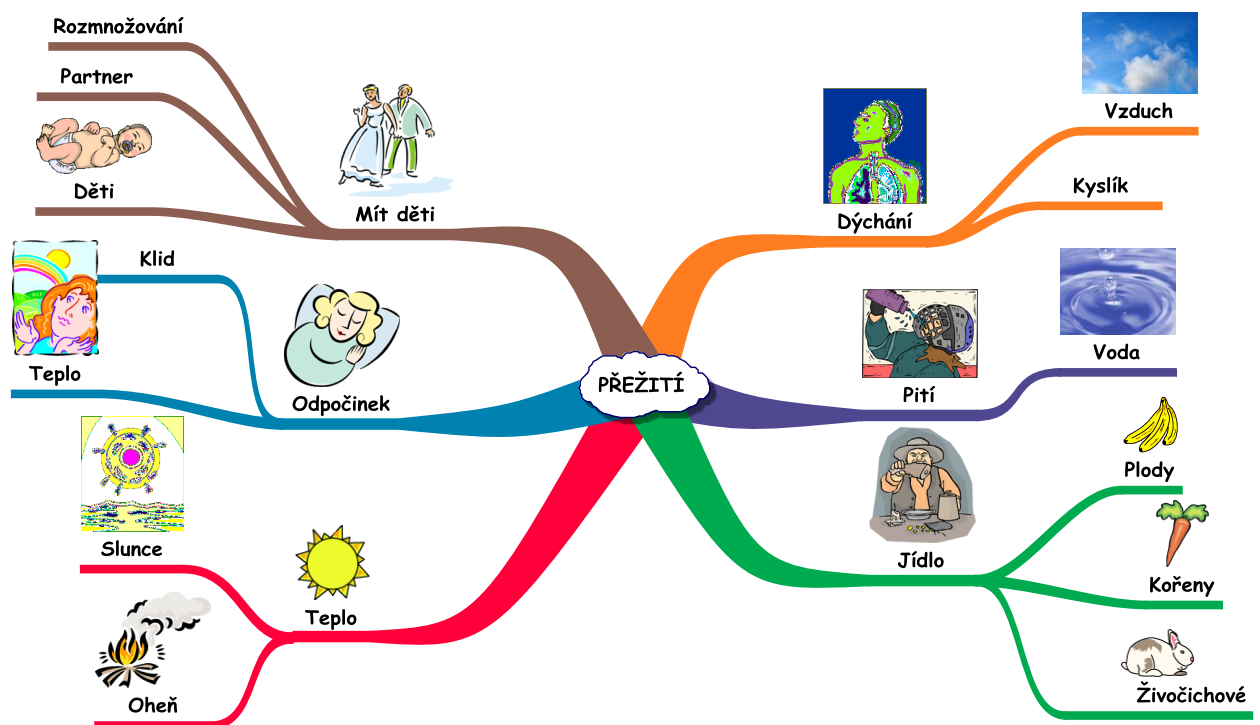 Rozmnožování
Partner
Děti
Mít děti
Klid
Teplo
Odpočinek
Slunce
Teplo
Oheň
PŘEŽITÍ
Vzduch
Kyslík
Dýchání
Voda
Pití
Plody
Jídlo
Kořeny
Živočichové